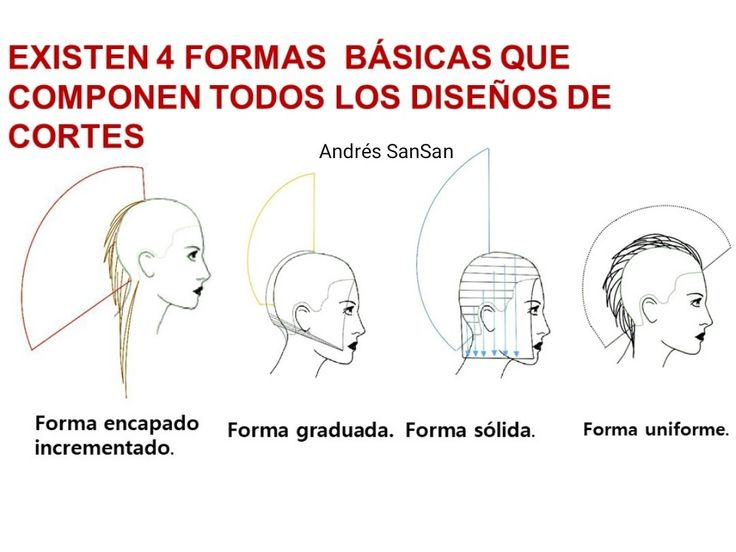 EXISTEN 4 FORMAS BÁSICAS QUE
COMPONEN TODOS LOS DISEÑOS DE
CORTES
Andrés SanSan
Forma encapado
incrementado.
Forma graduada.
Forma sólida.
Forma uniforme.